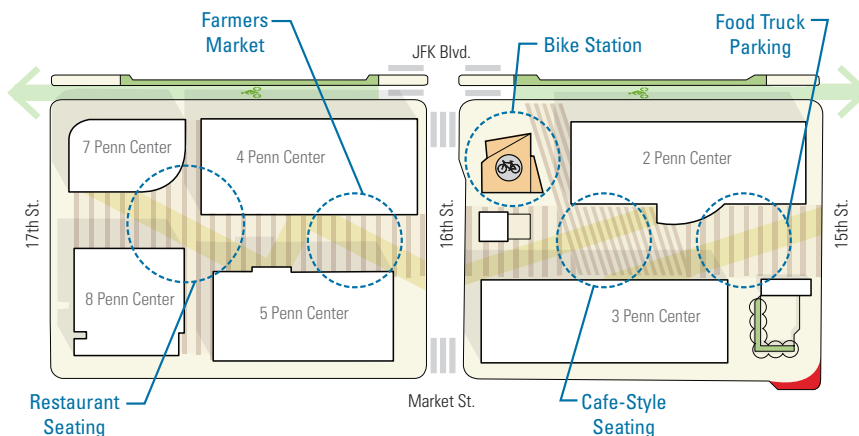 Farmers
Market
JFK Blvd.
Bike Station
Food Truck
Parking
7 Penn Center
4 Penn Center
2 Penn Center
17th St.
16th St.
15th St.
8 Penn Center
5 Penn Center
3 Penn Center
Restaurant
Seating
Market St.
Cafe-Style
Seating